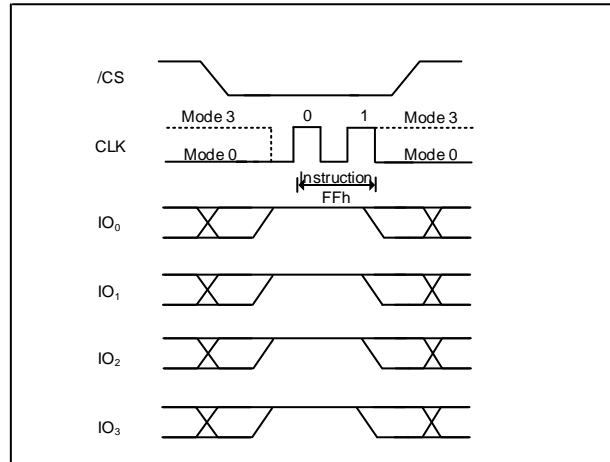 /CS
Mode 3 0 1 Mode 3
CLK
Mode 0 Mode 0
Instruction
FFh
IO₀
IO₁
IO₂
IO₃